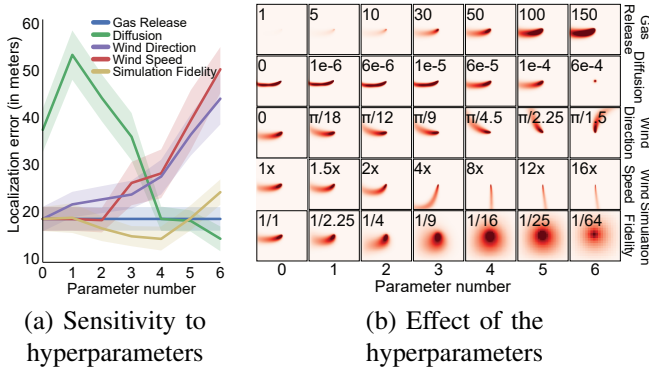 60
50
40
30
20
10
Localization error (in meters)
Gas Release
Diffusion
Wind Direction
Wind Speed
Simulation Fidelity
0 1 2 3 4 5 6
Parameter number
(a) Sensitivity to
hyperparameters
1 5 10 30 50 100 150
Gas
Release
0 1e-6 6e-6 1e-5 6e-5 1e-4 6e-4
Diffusion
0 π/18 π/12 π/9 π/4.5 π/2.25 π/1.5
Wind
Direction
1x 1.5x 2x 4x 8x 12x 16x
Wind
Speed
1/1 1/2.25 1/4 1/9 1/16 1/25 1/64
Simulation
Fidelity
0 1 2 3 4 5 6
Parameter number
(b) Effect of the
hyperparameters